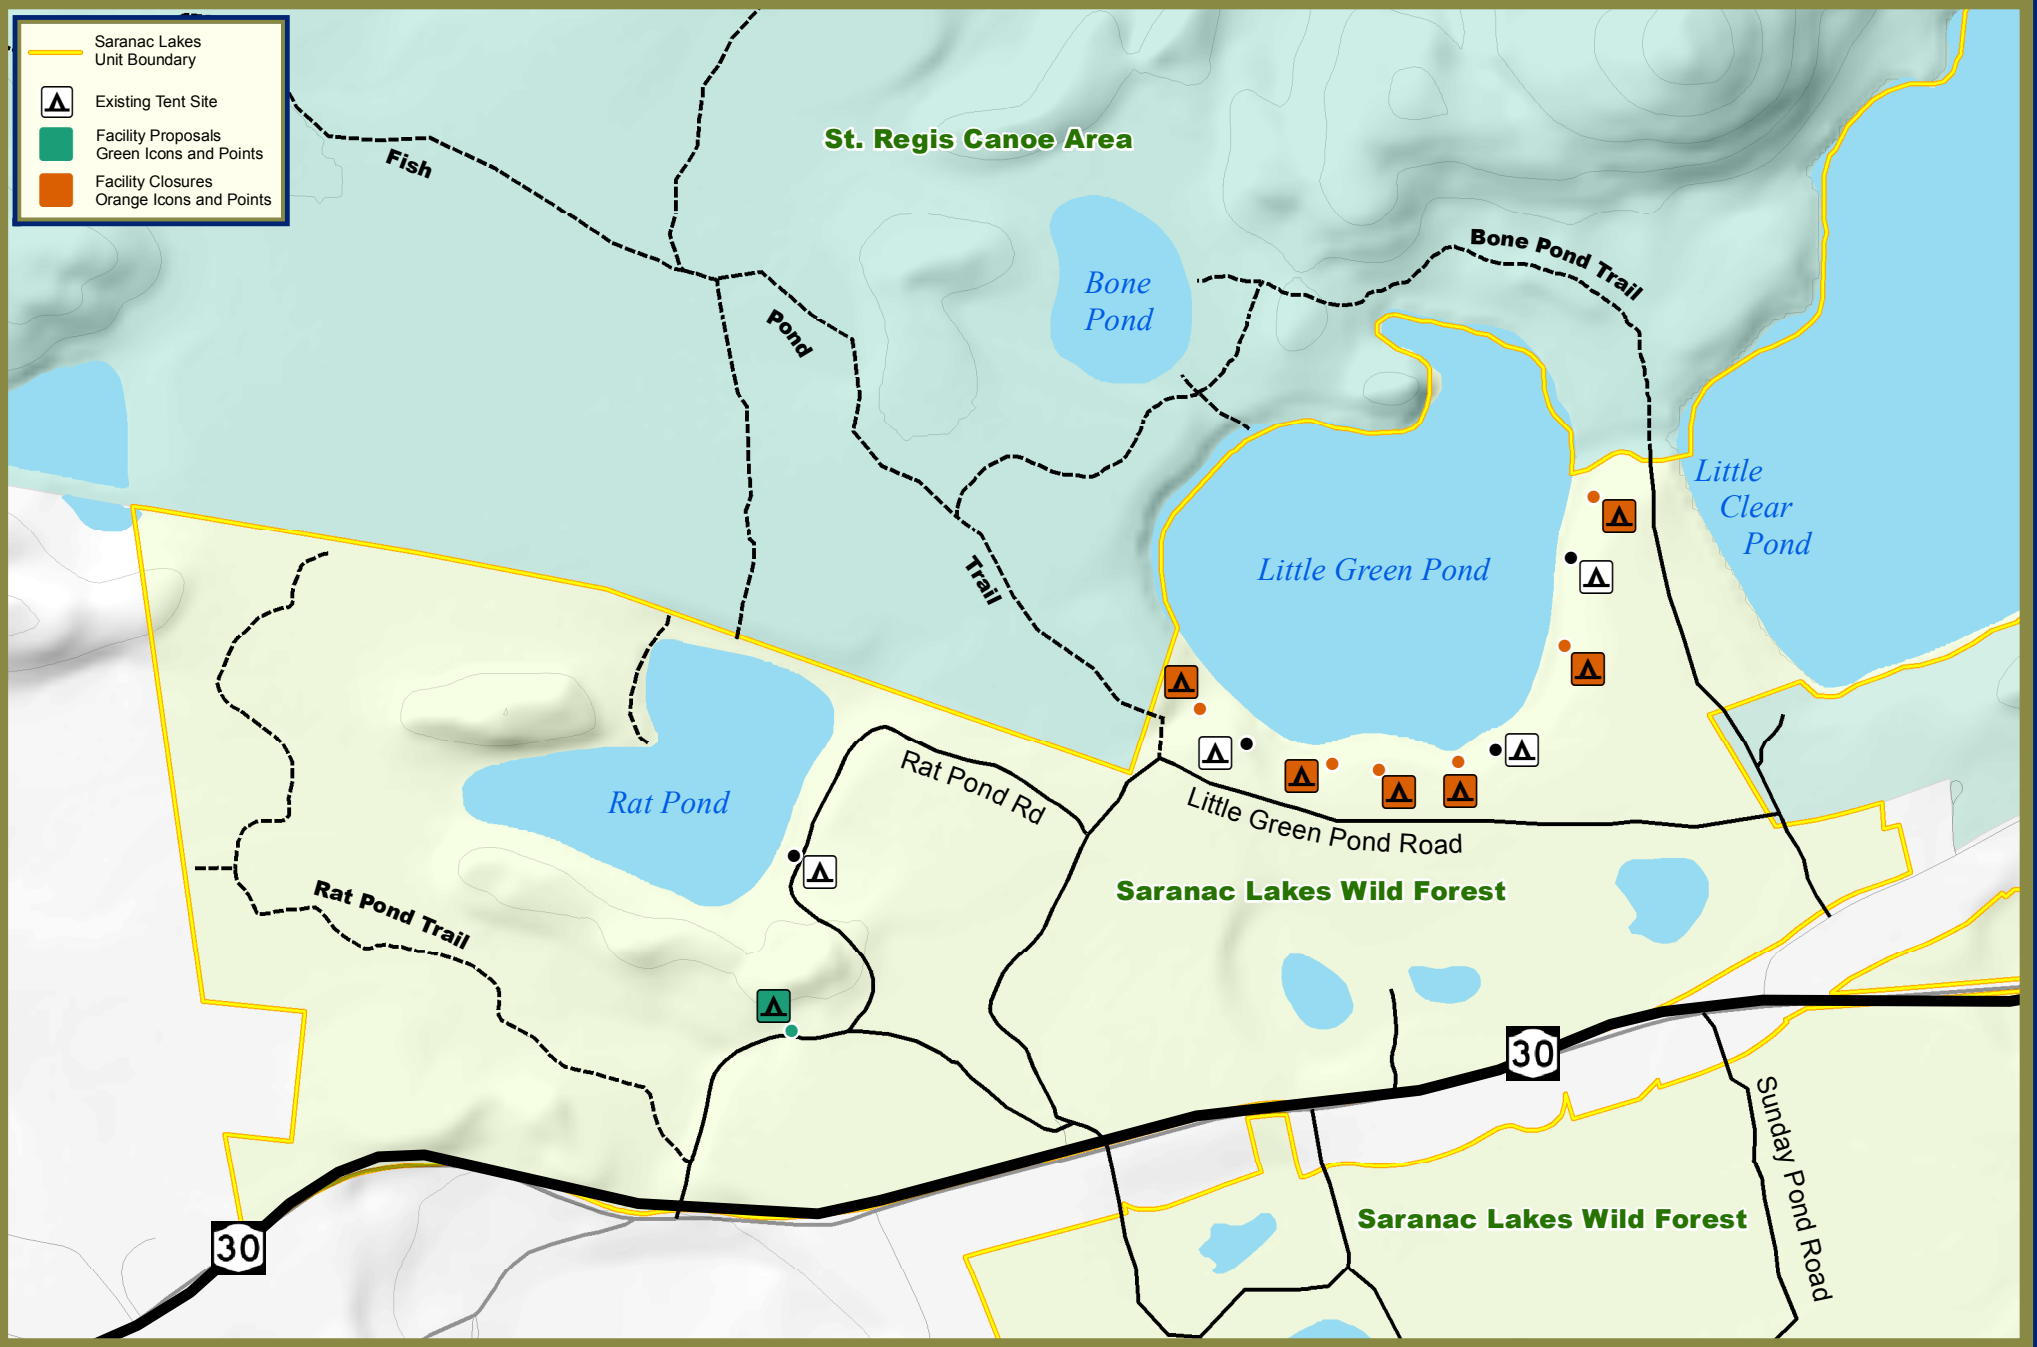 Saranac Lakes
Unit Boundary
Existing Tent Site
Facility Proposals
Green Icons and Points
Facility Closures
Orange Icons and Points
St. Regis Canoe Area
Fish
Pond
Trail
Bone
Pond
Bone Pond Trail
Little
Clear
Pond
Little Green Pond
Rat Pond
Rat Pond Rd
Little Green Pond Road
Rat Pond Trail
Saranac Lakes Wild Forest
30
Sunday Pond Road
Saranac Lakes Wild Forest
30